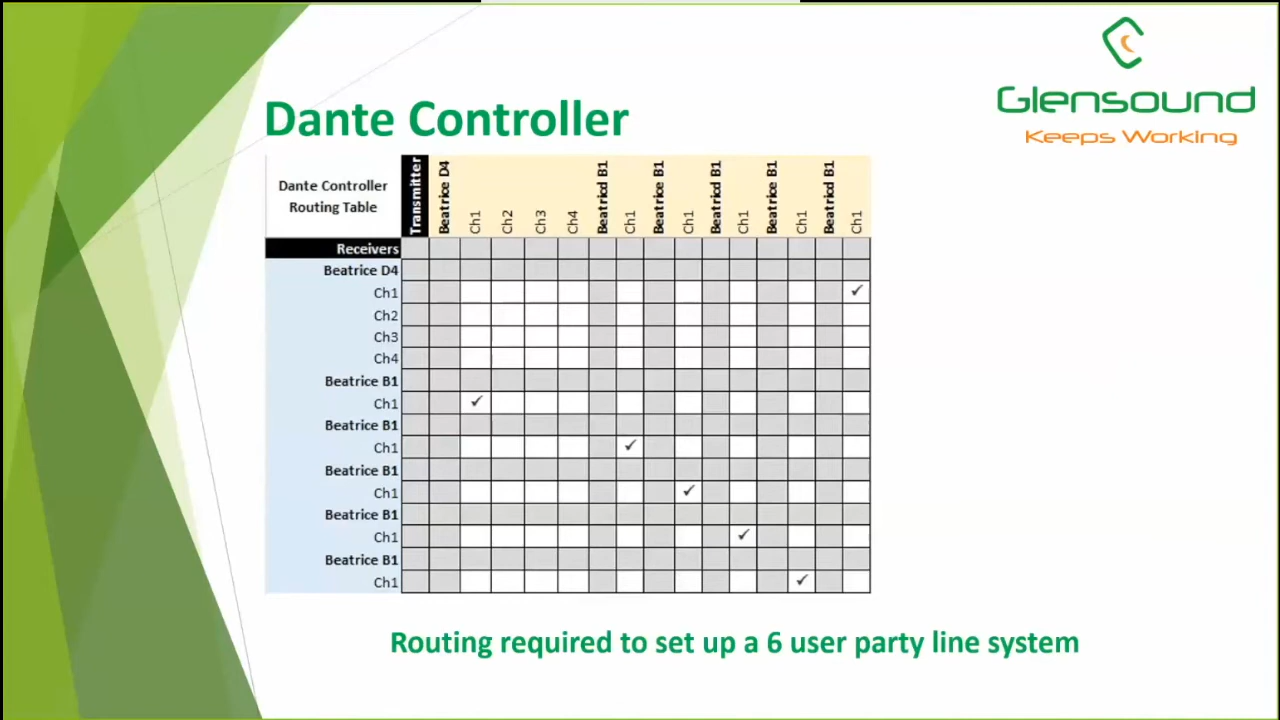 Glensound
Keeps Working
Dante Controller
Dante Controller
Routing Table
Transmitter
Beatrice D4
Ch1
Ch2
Ch3
Ch4
Beatricd B1
Ch1
Beatrice B1
Ch1
Beatricd B1
Ch1
Beatrice B1
Ch1
Beatricd B1
Ch1
Receivers
Beatrice D4
Ch1 ✓
Ch2
Ch3
Ch4
Beatrice B1
Ch1 ✓
Beatrice B1
Ch1 ✓
Beatrice B1
Ch1 ✓
Beatrice B1
Ch1 ✓
Beatrice B1
Ch1 ✓
Routing required to set up a 6 user party line system